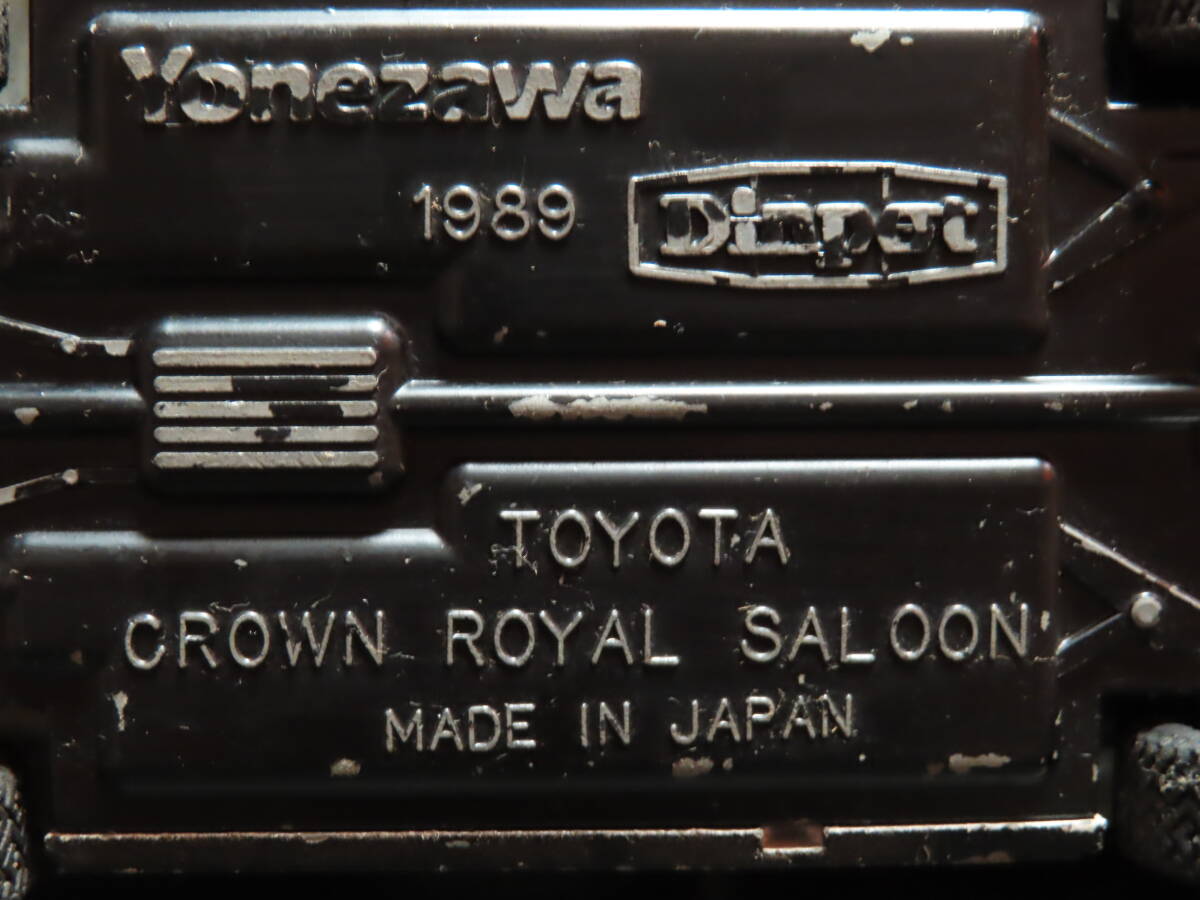 Yonezawa
1989 Diapet
TOYOTA
CROWN ROYAL SALOON
MADE IN JAPAN